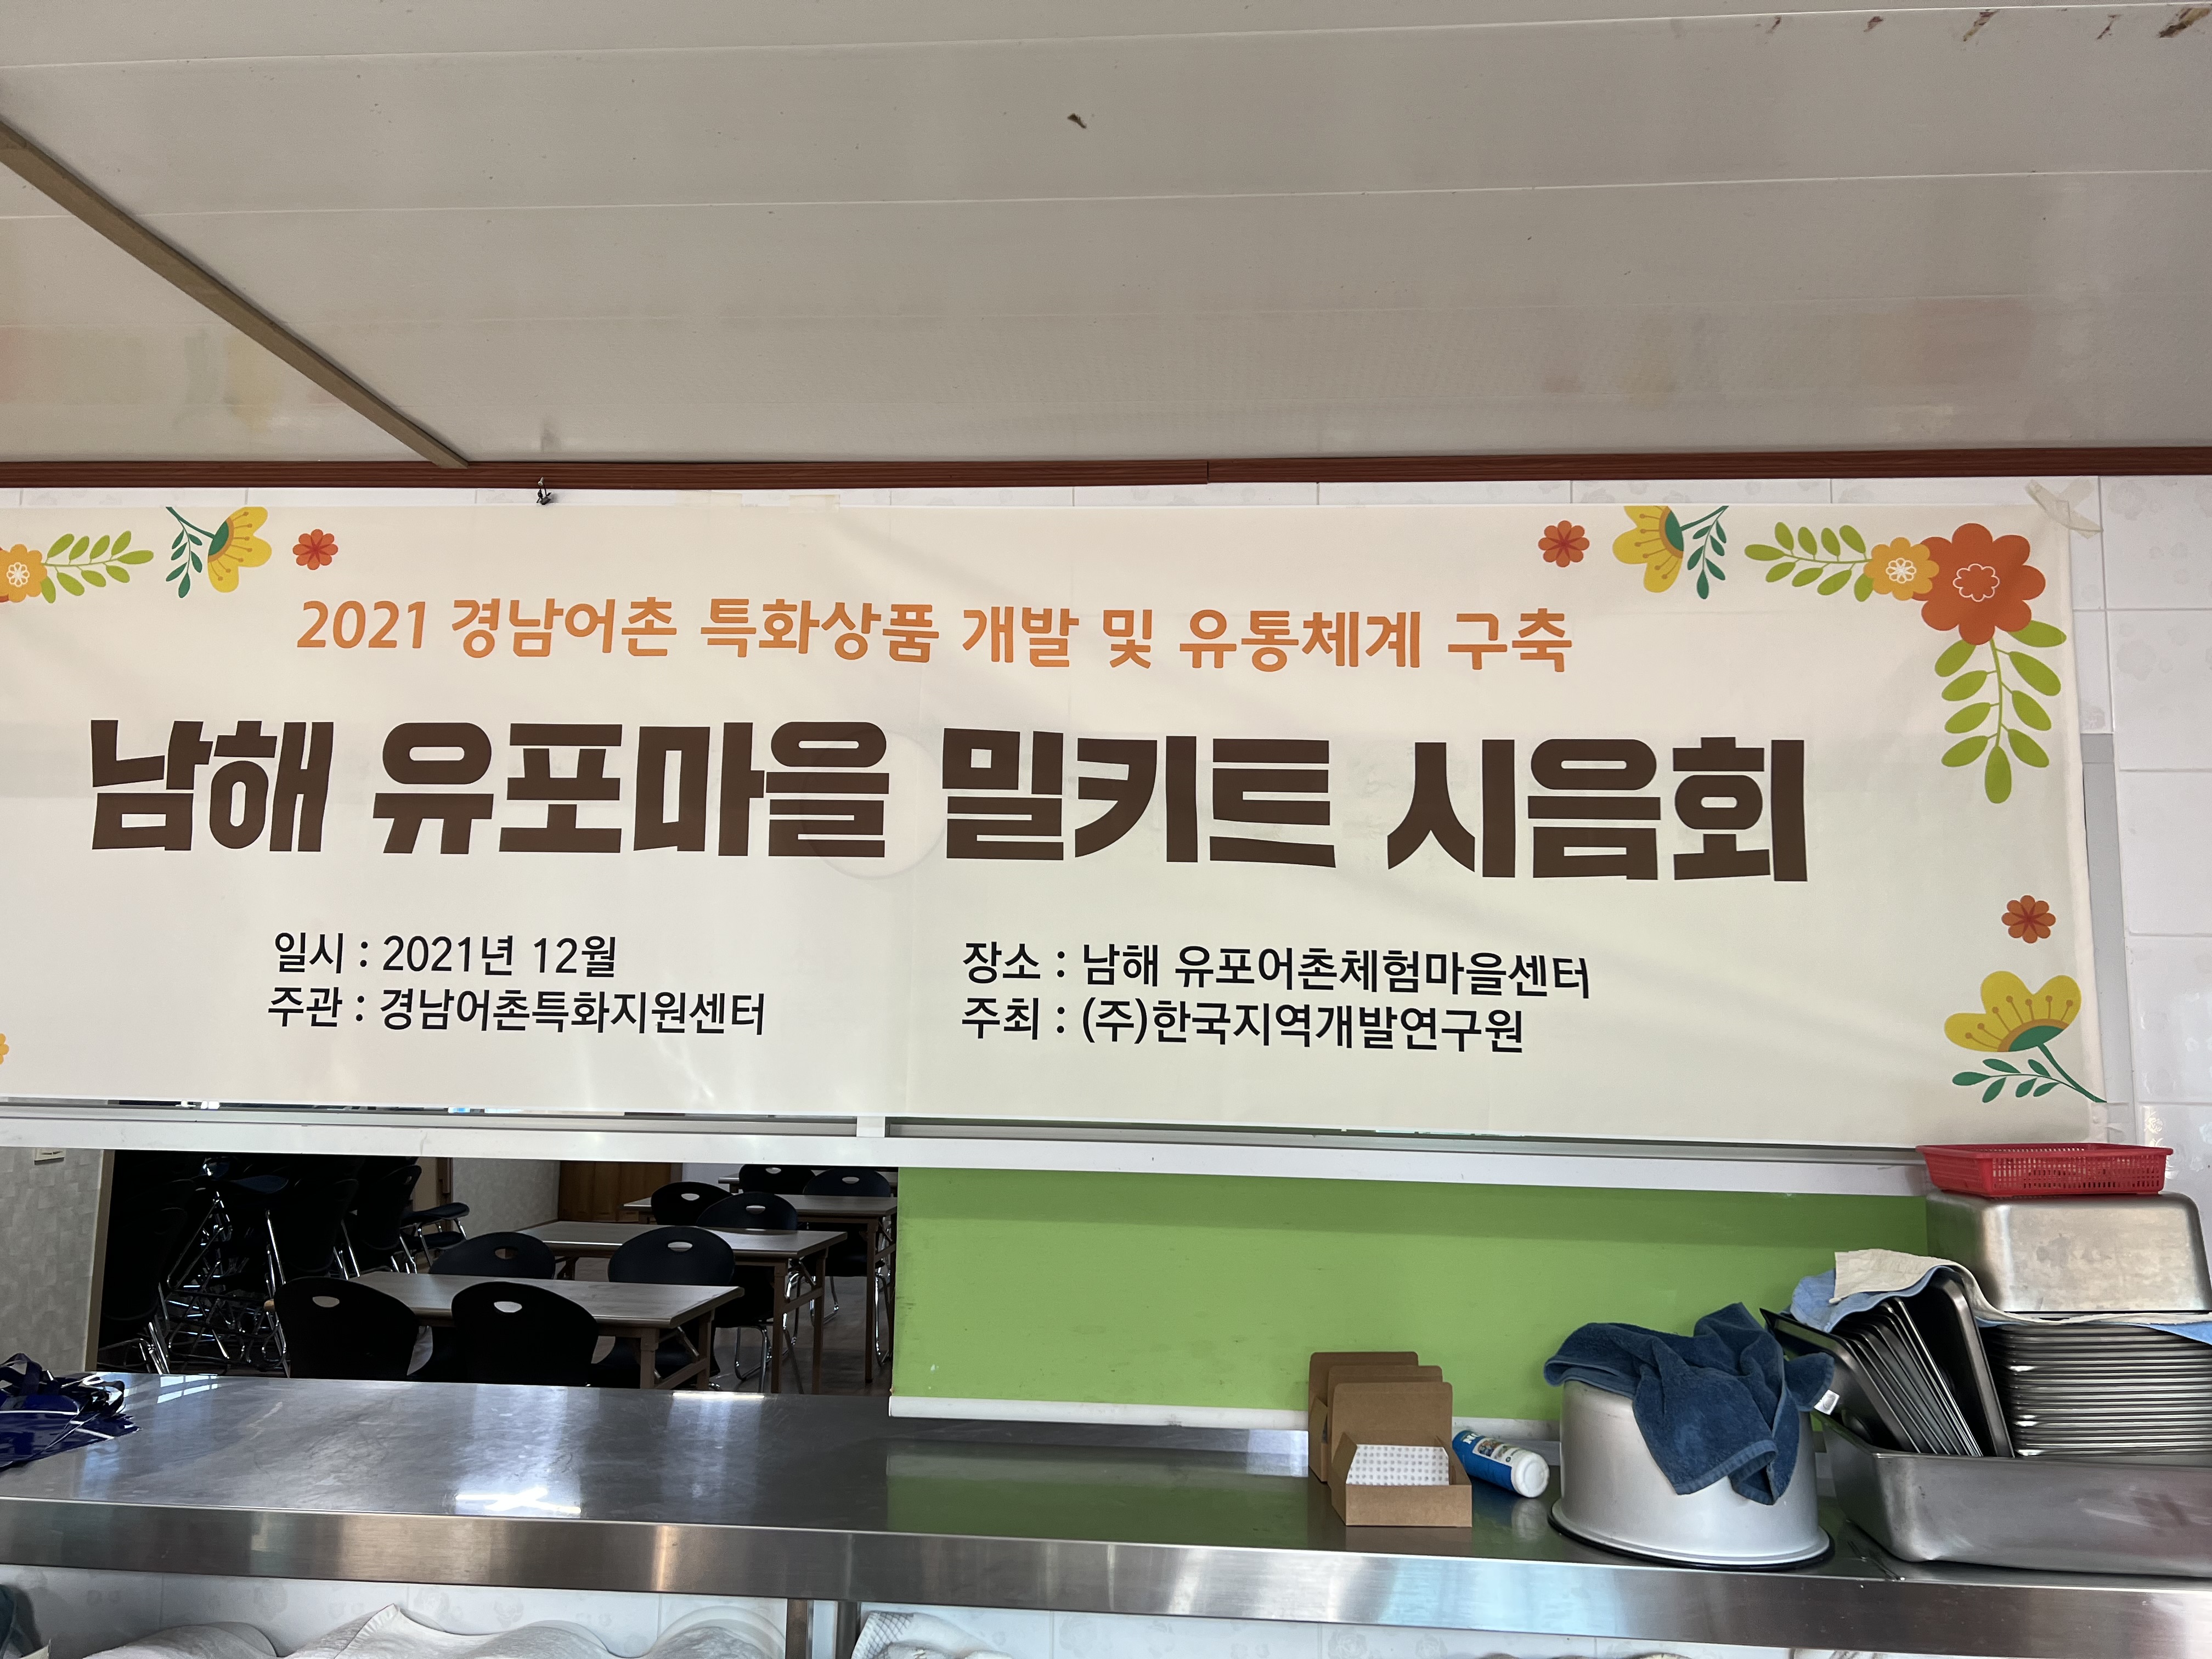 2021 경남어촌 특화상품 개발 및 유통체계 구축
남해 유포마을 밀키트 시음회
일시 : 2021년 12월
주관 : 경남어촌특화지원센터
장소 : 남해 유포어촌체험마을센터
주최 : (주)한국지역개발연구원